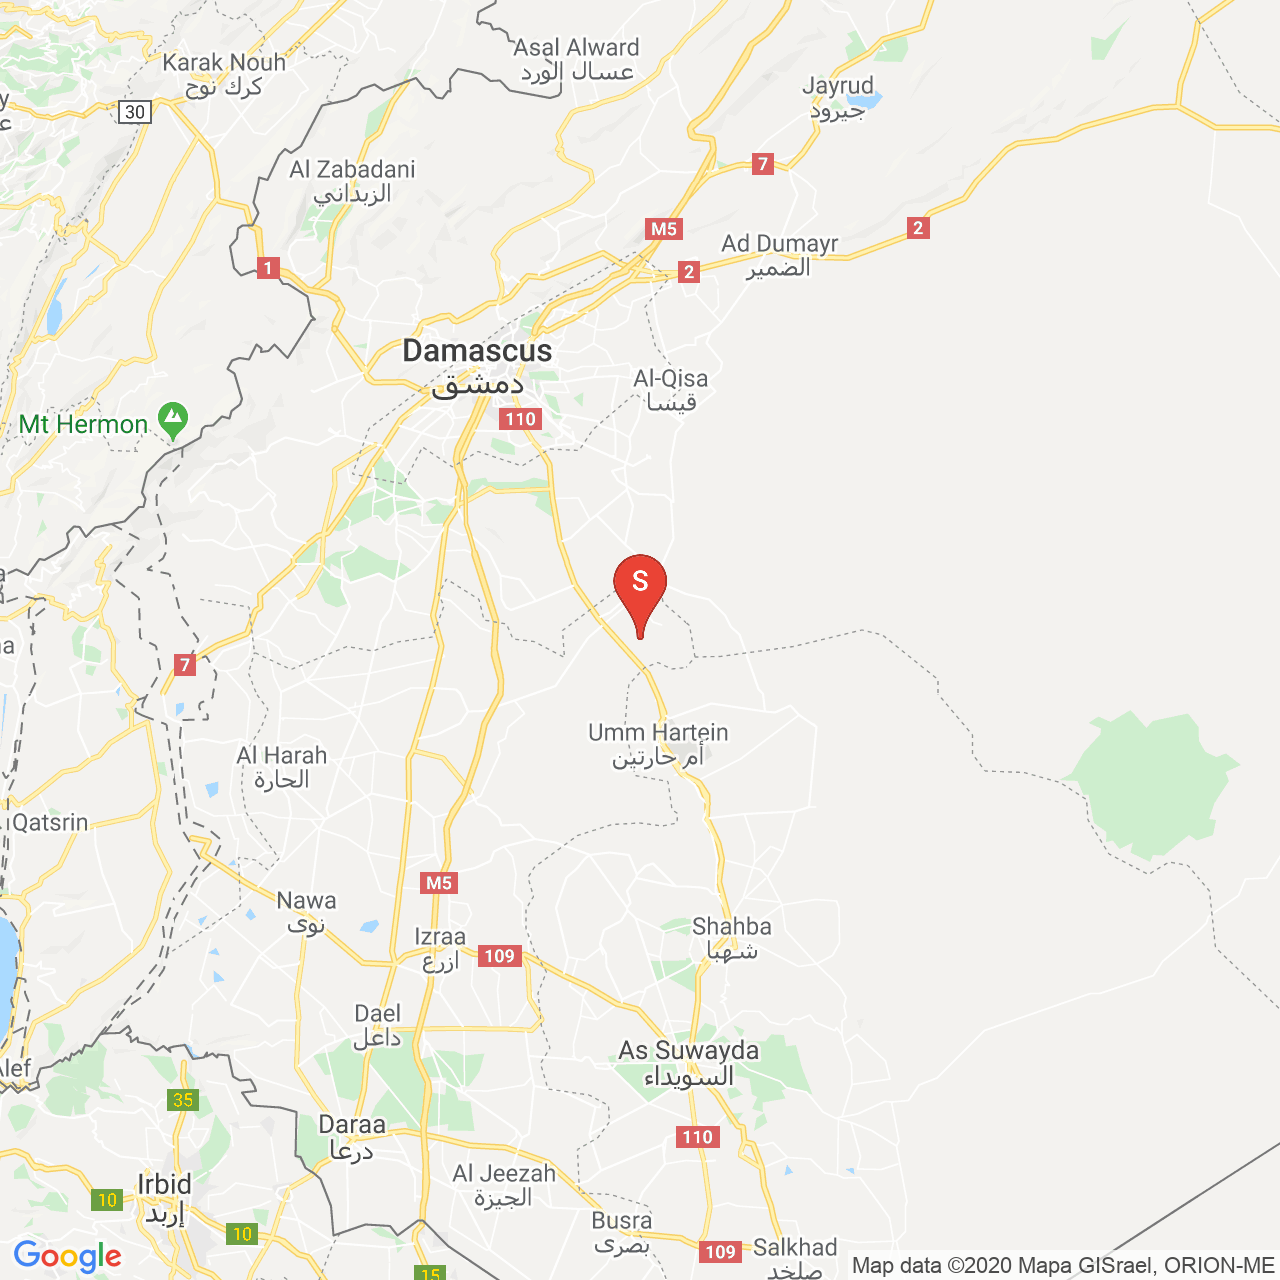 Asal Alward
عسال الورد
Karak Nouh
كرك نوح
Jayrud
جيرود
30
Al Zabadani
الزبداني
7
M5
2
Ad Dumayr
الضمير
1
2
Damascus
دمشق
Al-Qisa
قيسا
Mt Hermon
110
S
7
Umm Hartein
أم حارتين
Al Harah
الحارة
Qatsrin
M5
Nawa
نوى
Izraa
ازرع
109
Shahba
شهبا
Dael
داعل
As Suwayda
السويداء
Alef
35
Daraa
درعا
110
Al Jeezah
الجيزة
Irbid
إربد
10
10
Busra
بصرى
109
Salkhad
صلخد
15
Google
Map data ©2020 Mapa GISrael, ORION-ME